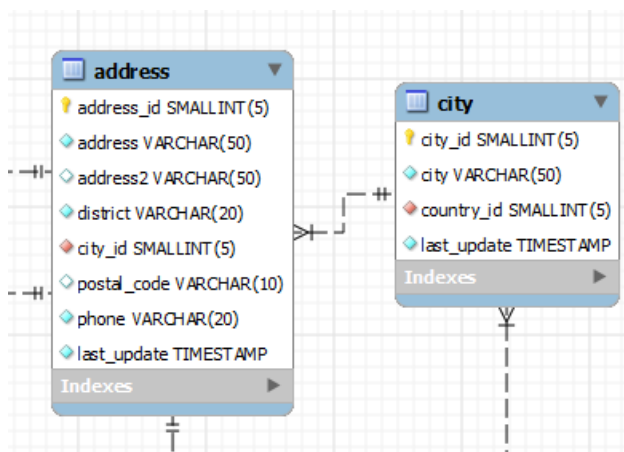 address
address_id SMALLINT(5)
address VARCHAR(50)
address2 VARCHAR(50)
district VARCHAR(20)
city_id SMALLINT(5)
postal_code VARCHAR(10)
phone VARCHAR(20)
last_update TIMESTAMP
Indexes
city
city_id SMALLINT(5)
city VARCHAR(50)
country_id SMALLINT(5)
last_update TIMESTAMP
Indexes